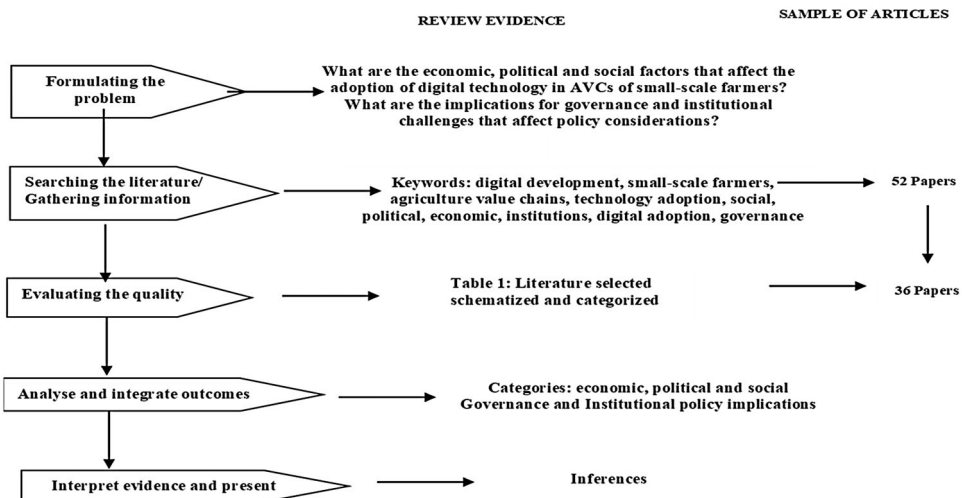 REVIEW EVIDENCE
SAMPLE OF ARTICLES
Formulating the
problem
What are the economic, political and social factors that affect the
adoption of digital technology in AVCs of small-scale farmers?
What are the implications for governance and institutional
challenges that affect policy considerations?
Searching the literature/
Gathering information
Keywords: digital development, small-scale farmers,
agriculture value chains, technology adoption, social,
political, economic, institutions, digital adoption, governance
52 Papers
Evaluating the quality
Table 1: Literature selected
schematized and categorized
36 Papers
Analyse and integrate outcomes
Categories: economic, political and social
Governance and Institutional policy implications
Interpret evidence and present
Inferences